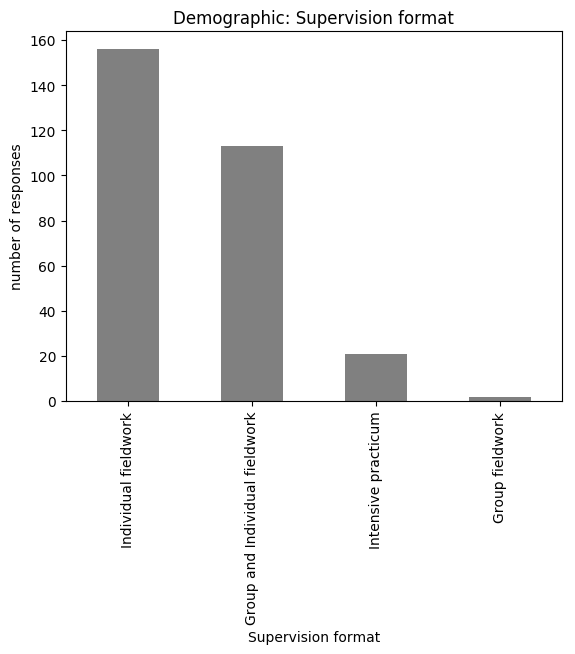 Demographic: Supervision format
160
140
120
100
80
60
40
20
0
number of responses
Individual fieldwork
Group and Individual fieldwork
Intensive practicum
Group fieldwork
Supervision format